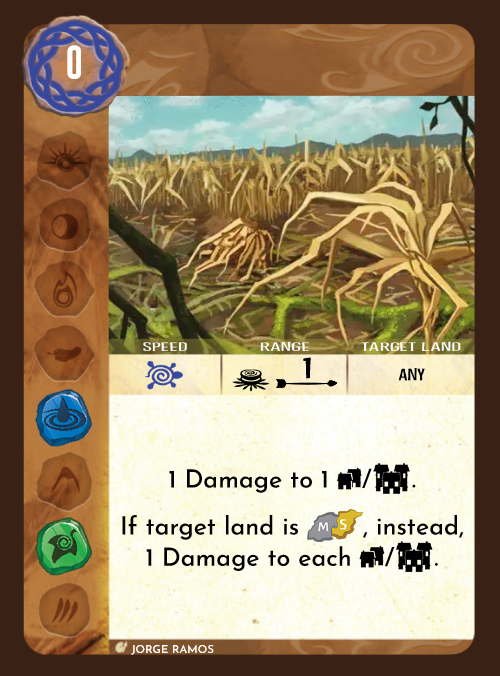 0
SPEED RANGE TARGET LAND
1 ANY
1 Damage to 1 /.
If target land is M S, instead,
1 Damage to each /.
JORGE RAMOS